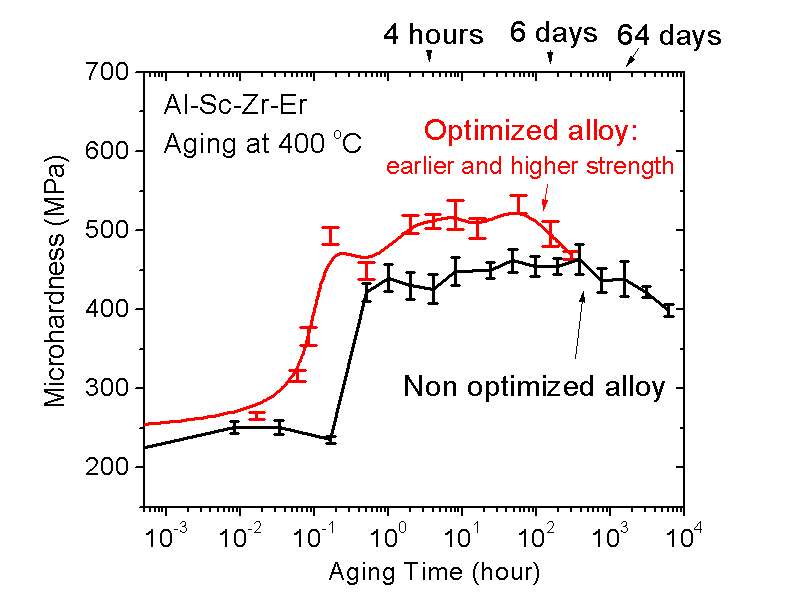 4 hours 6 days 64 days
700
Al-Sc-Zr-Er
Aging at 400 °C
Optimized alloy:
earlier and higher strength
600
500
400
300
200
Microhardness (MPa)
Non optimized alloy
10⁻³ 10⁻² 10⁻¹ 10⁰ 10¹ 10² 10³ 10⁴
Aging Time (hour)